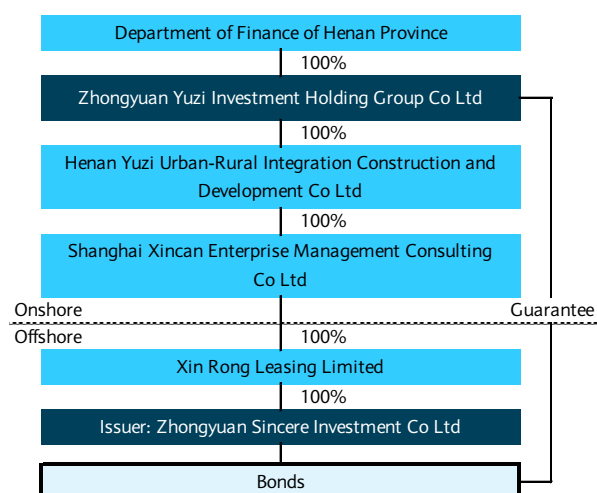 Department of Finance of Henan Province
100%
Zhongyuan Yuzi Investment Holding Group Co Ltd
100%
Henan Yuzi Urban-Rural Integration Construction and
Development Co Ltd
100%
Shanghai Xincan Enterprise Management Consulting
Co Ltd
Onshore
Guarantee
Offshore
100%
Xin Rong Leasing Limited
100%
Issuer: Zhongyuan Sincere Investment Co Ltd
Bonds